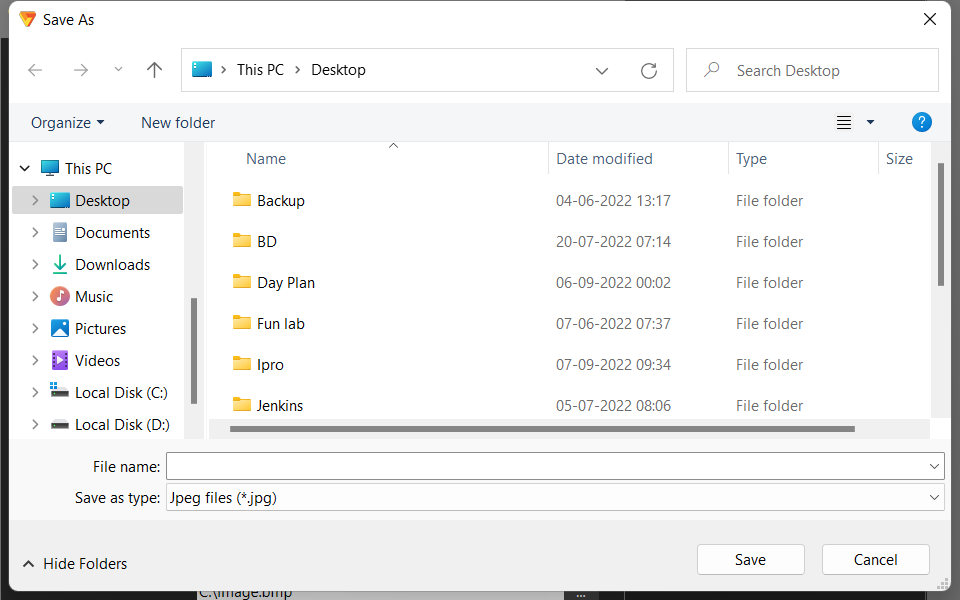 Save As
This PC > Desktop
Search Desktop
Organize
New folder
?
Name
Date modified
Type
Size
This PC
Desktop
Documents
Downloads
Music
Pictures
Videos
Local Disk (C:)
Local Disk (D:)
Backup 04-06-2022 13:17 File folder
BD 20-07-2022 07:14 File folder
Day Plan 06-09-2022 00:02 File folder
Fun lab 07-06-2022 07:37 File folder
Ipro 07-09-2022 09:34 File folder
Jenkins 05-07-2022 08:06 File folder
File name:
Save as type: Jpeg files (*.jpg)
Hide Folders
Save
Cancel
C:\image.bmp
...